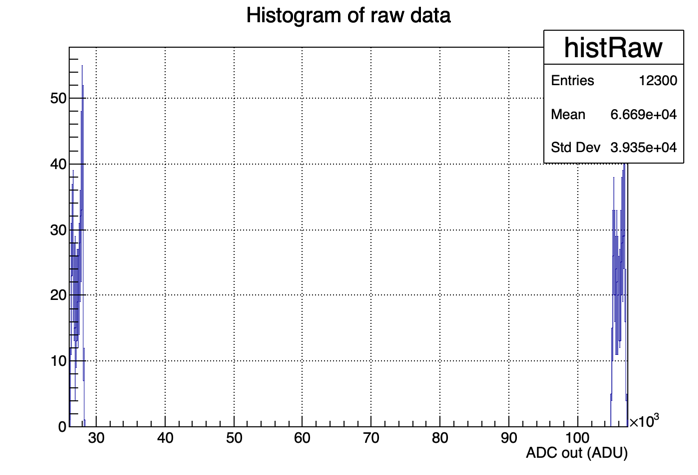 Histogram of raw data
histRaw
Entries 12300
Mean 6.669e+04
Std Dev 3.935e+04
50
40
30
20
10
0
30 40 50 60 70 80 90 100 ×10³
ADC out (ADU)